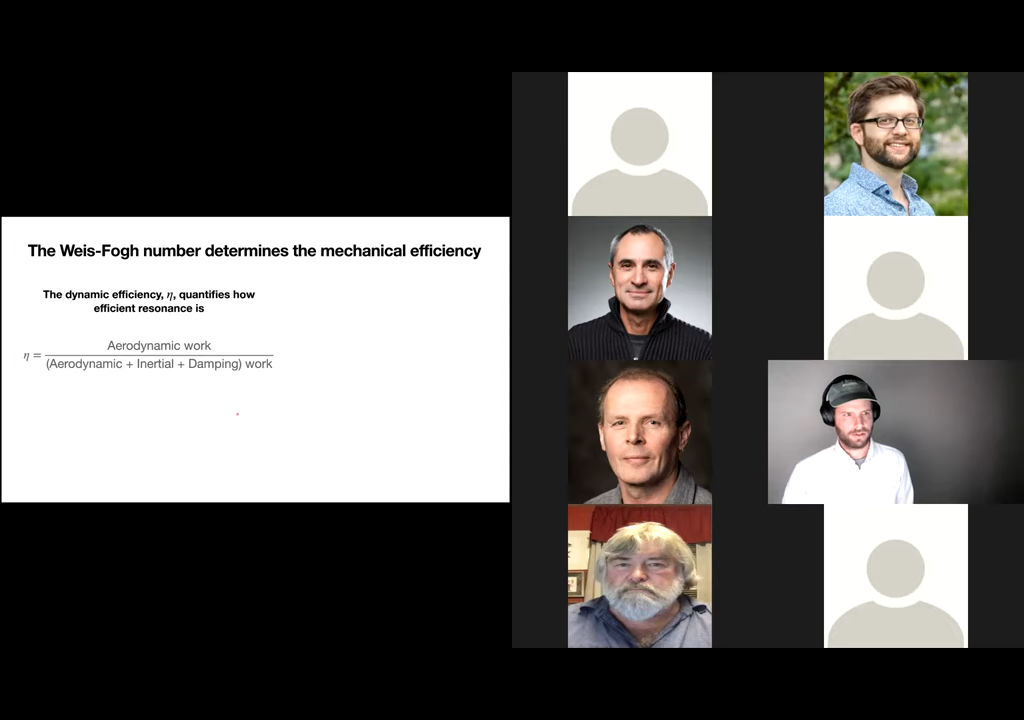 The Weis-Fogh number determines the mechanical efficiency
The dynamic efficiency, η, quantifies how
efficient resonance is
η = Aerodynamic work
(Aerodynamic + Inertial + Damping) work